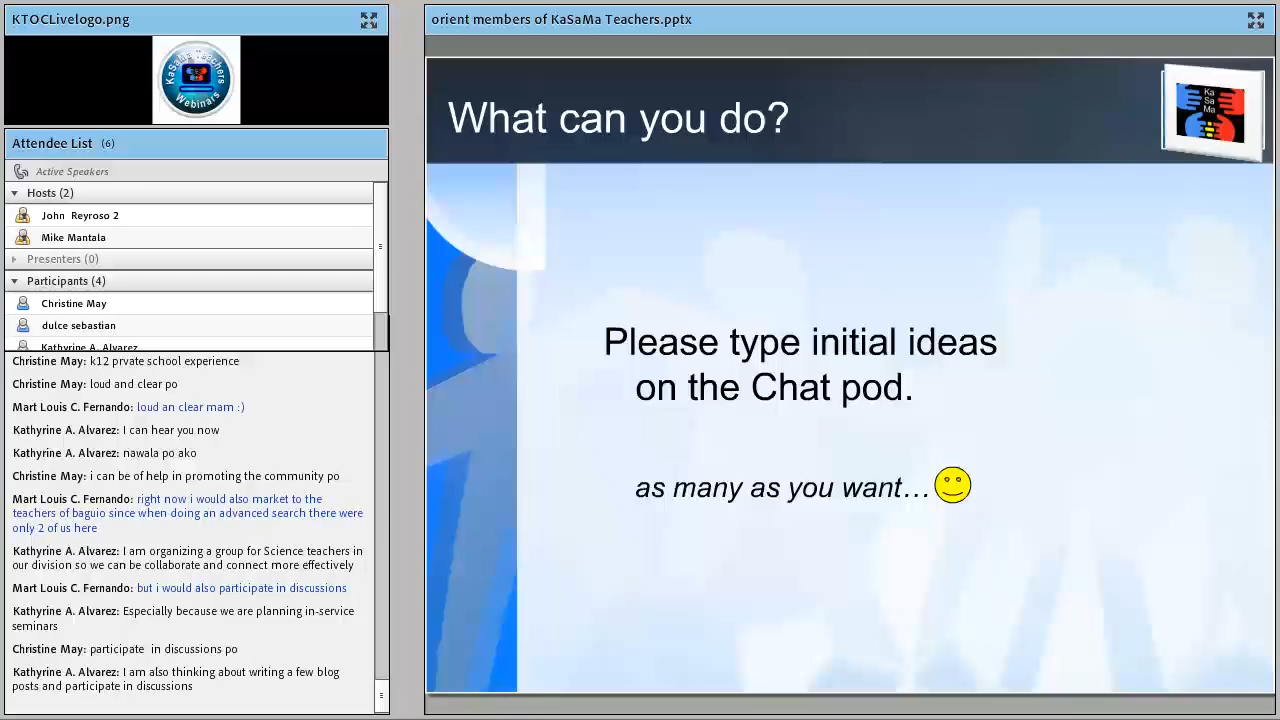 KTOCLivelogo.png
KaSaMa Teachers
Webinars
Attendee List (6)
Active Speakers
Hosts (2)
John Reyroso 2
Mike Mantala
Presenters (0)
Participants (4)
Christine May
dulce sebastian
Kathyrine A. Alvarez
Christine May: k12 prvate school experience
Christine May: loud and clear po
Mart Louis C. Fernando: loud an clear mam :)
Kathyrine A. Alvarez: I can hear you now
Kathyrine A. Alvarez: nawala po ako
Christine May: i can be of help in promoting the community po
Mart Louis C. Fernando: right now i would also market to the
teachers of baguio since when doing an advanced search there were
only 2 of us here
Kathyrine A. Alvarez: I am organizing a group for Science teachers in
our division so we can be collaborate and connect more effectively
Mart Louis C. Fernando: but i would also participate in discussions
Kathyrine A. Alvarez: Especially because we are planning in-service
seminars
Christine May: participate in discussions po
Kathyrine A. Alvarez: I am also thinking about writing a few blog
posts and participate in discussions
orient members of KaSaMa Teachers.pptx
What can you do?
Ka
Sa
Ma
Please type initial ideas
on the Chat pod.
as many as you want…